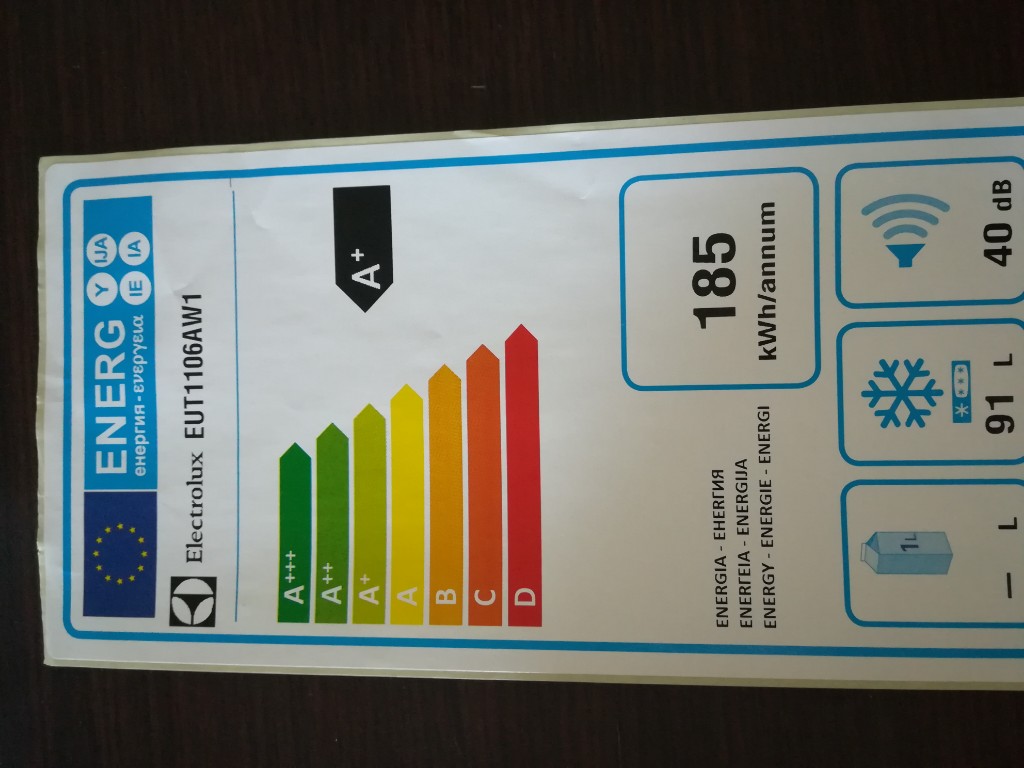 ENERG Y IJA IE IA
енергия · ενεργεια
Electrolux EUT1106AW1
A+++
A++
A+
A
B
C
D
A+
ENERGIA - ЕНЕРГИЯ
ΕΝΕΡΓΕΙΑ - ENERGIJA
ENERGY - ENERGIE - ENERGI
185
kWh/annum
1L
— L
91 L
40 dB